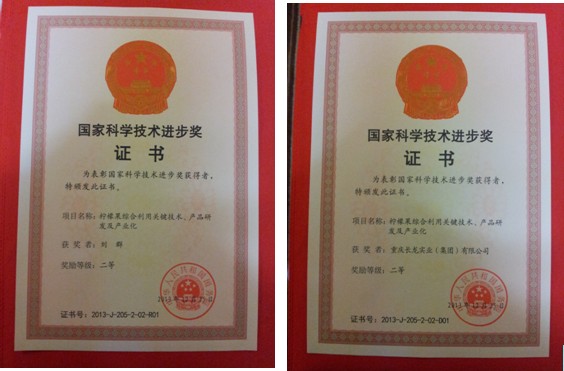 国家科学技术进步奖
证 书
为表彰国家科学技术进步奖获得者，
特颁发此证书。
项目名称：柠檬果综合利用关键技术、产品研
发及产业化
获 奖 者：刘 群
奖励等级：二等
证书号：2013-J-205-2-02-R01
国家科学技术进步奖
证 书
为表彰国家科学技术进步奖获得者，
特颁发此证书。
项目名称：柠檬果综合利用关键技术、产品研
发及产业化
获 奖 者：重庆长龙实业（集团）有限公司
奖励等级：二等
证书号：2013-J-205-2-02-D01